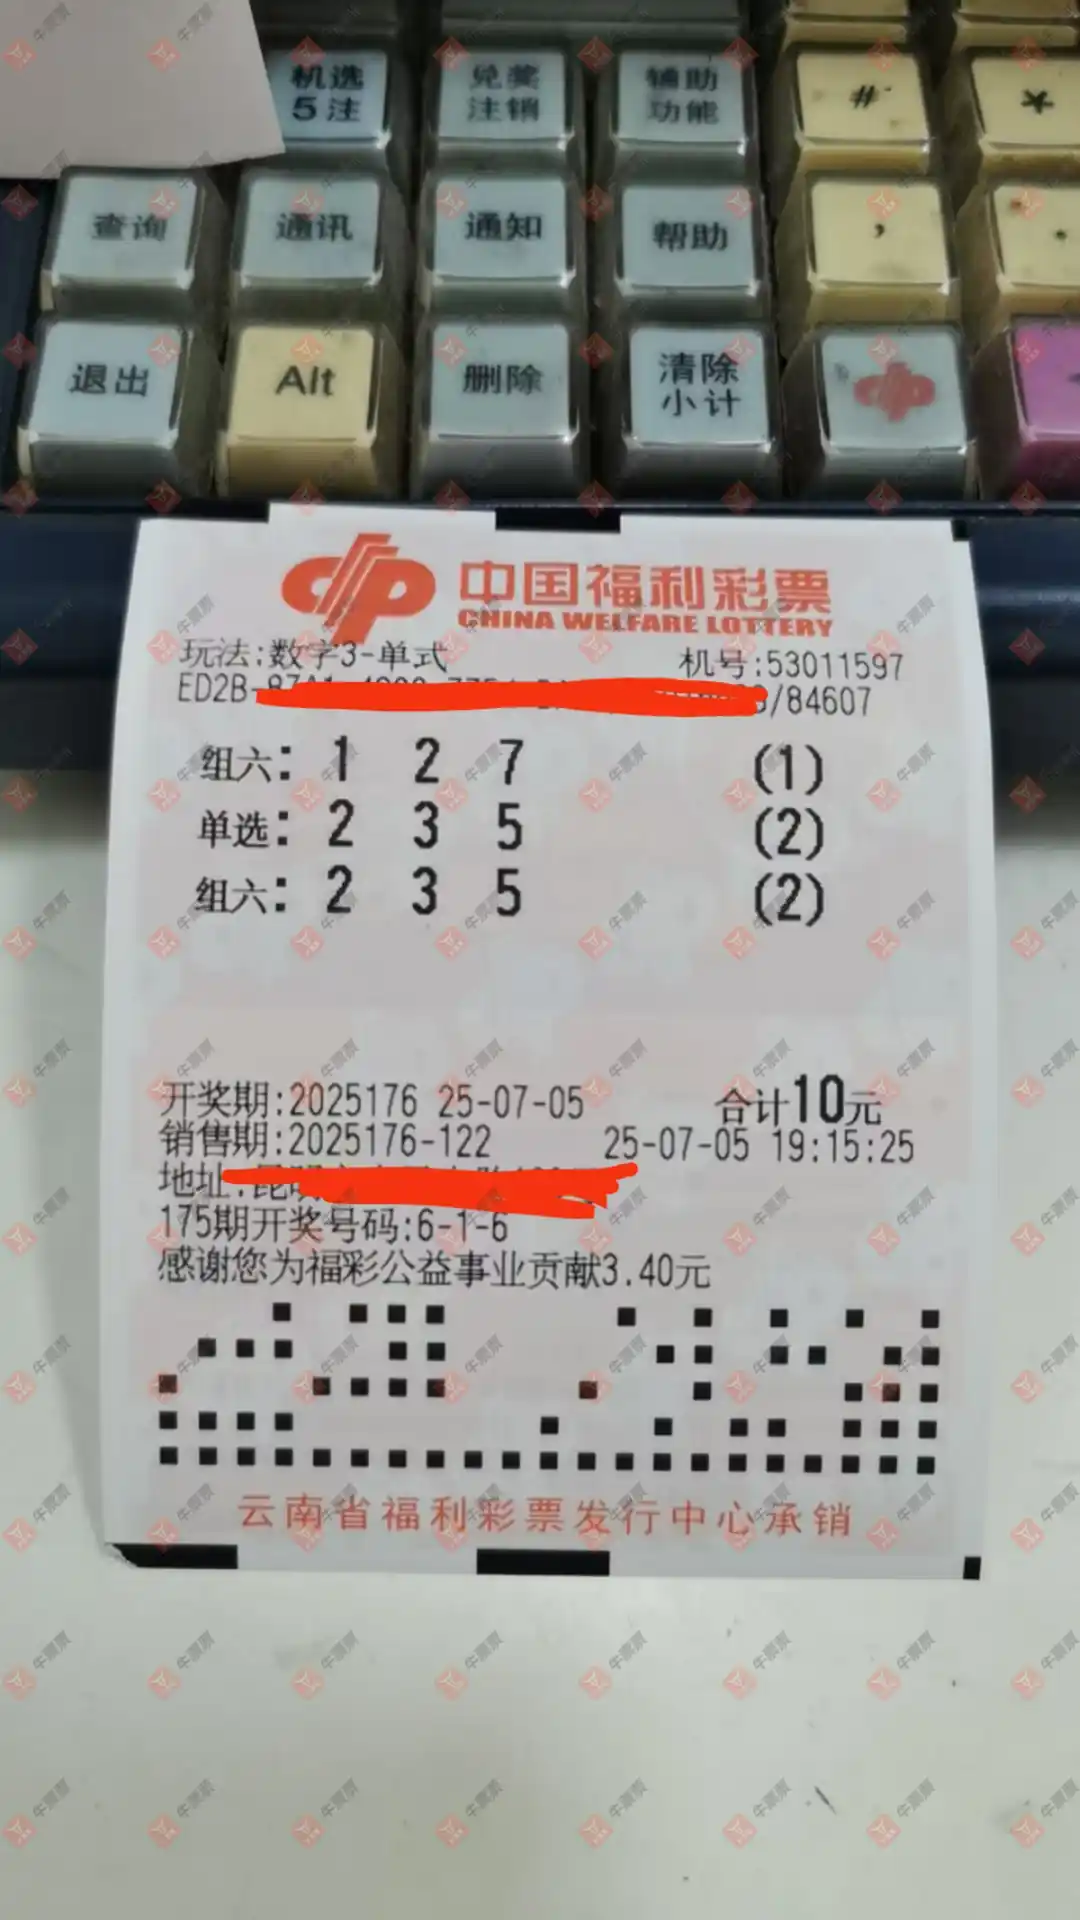 机选 兑奖 辅助 # *
5注 注销 功能
查询 通讯 通知 帮助 ,
退出 Alt 删除 清除
小计
中国福利彩票
CHINA WELFARE LOTTERY
玩法:数字3-单式 机号:53011597
ED2B- /84607
组六: 1 2 7 (1)
单选: 2 3 5 (2)
组六: 2 3 5 (2)
开奖期:2025176 25-07-05 合计10元
销售期:2025176-122 25-07-05 19:15:25
地址:
175期开奖号码:6-1-6
感谢您为福彩公益事业贡献3.40元
云南省福利彩票发行中心承销
牛票票